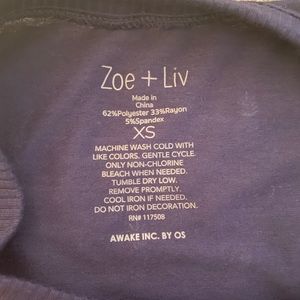 Zoe + Liv
Made in
China
62%Polyester 33%Rayon
5%Spandex
XS
MACHINE WASH COLD WITH
LIKE COLORS, GENTLE CYCLE.
ONLY NON-CHLORINE
BLEACH WHEN NEEDED.
TUMBLE DRY LOW.
REMOVE PROMPTLY.
COOL IRON IF NEEDED.
DO NOT IRON DECORATION.
RN# 117508
AWAKE INC. BY OS